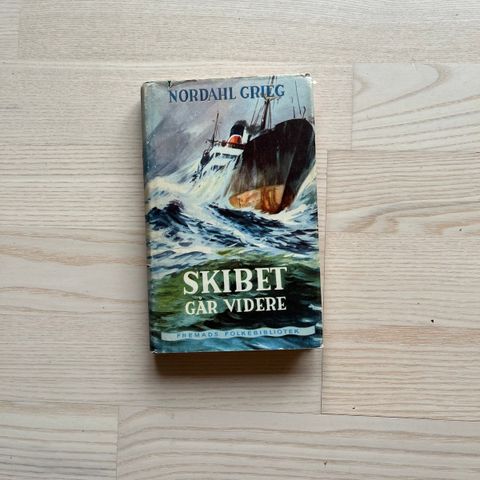 NORDAHL GRIEG
SKIBET
GÅR VIDERE
FREMADS FOLKEBIBLIOTEK